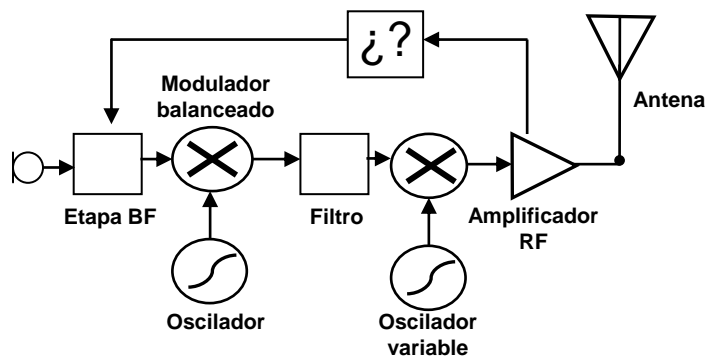 ¿?
Modulador
balanceado
Antena
Etapa BF
Filtro
Amplificador
RF
Oscilador
Oscilador
variable